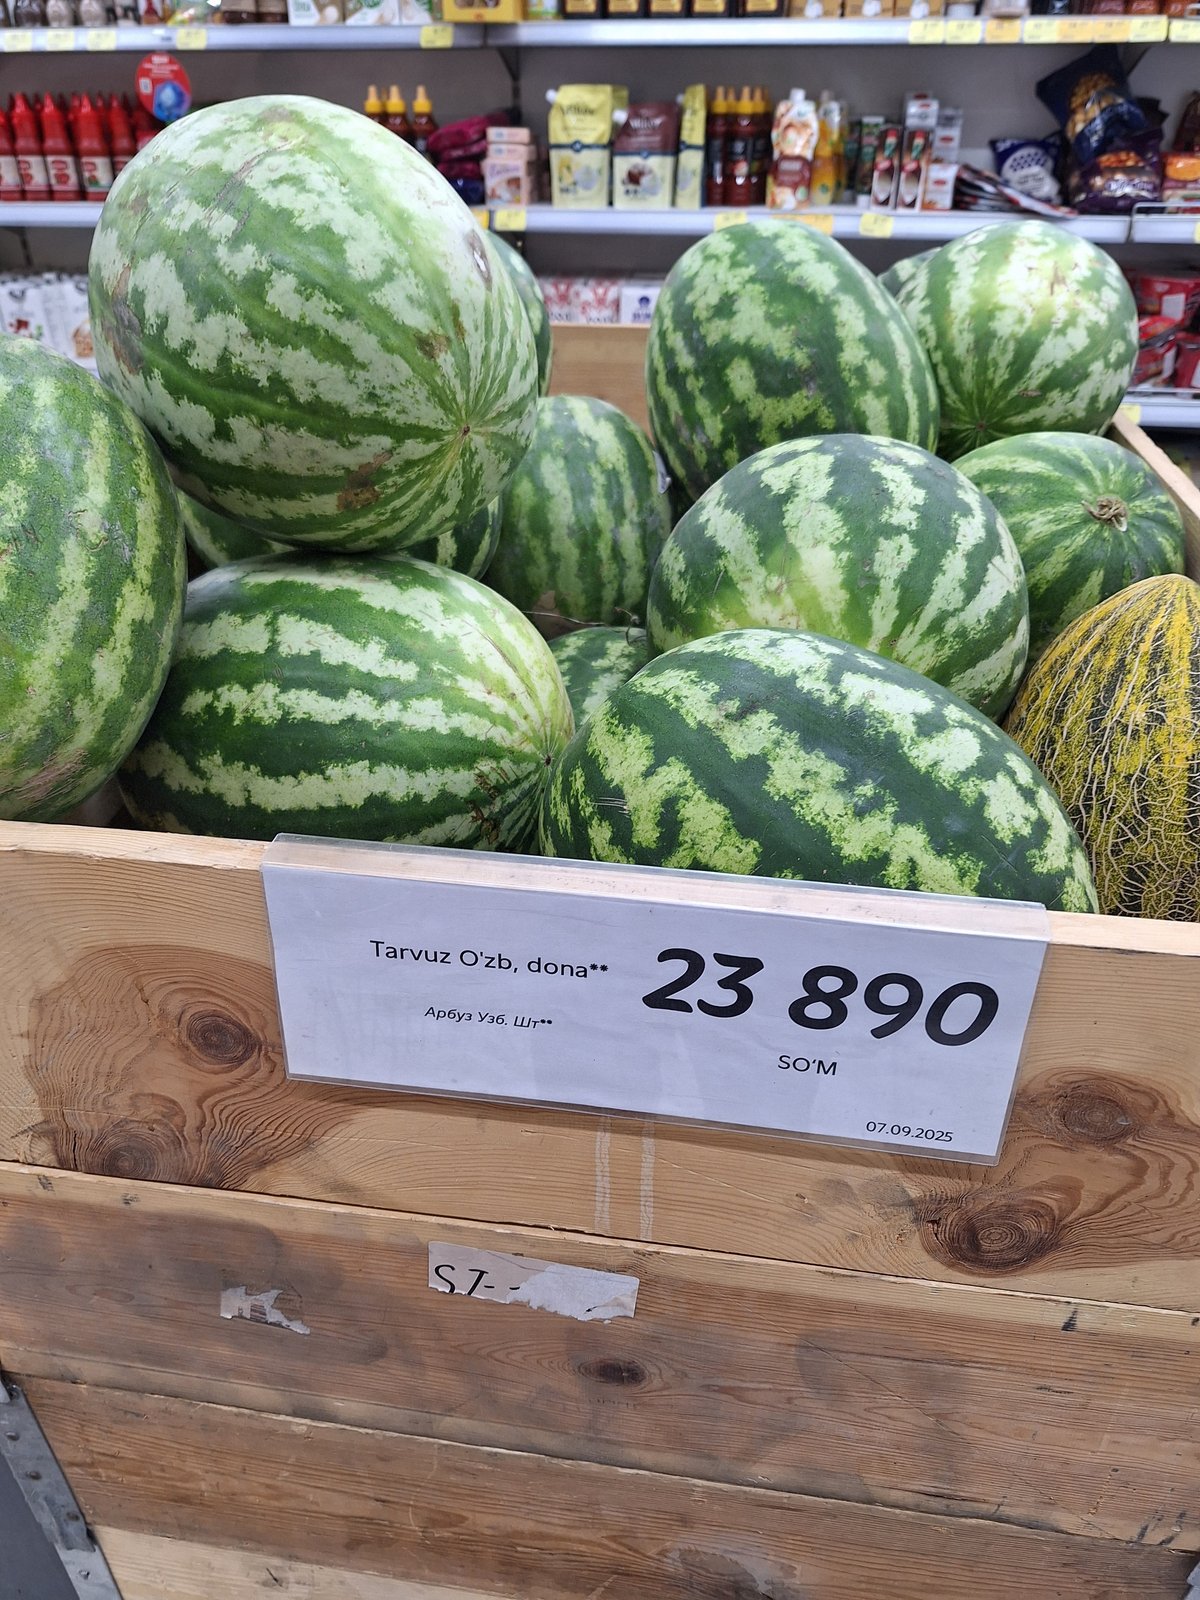 Tarvuz O'zb, dona**
Арбуз Узб. Шт**
23 890
SO‘M
07.09.2025